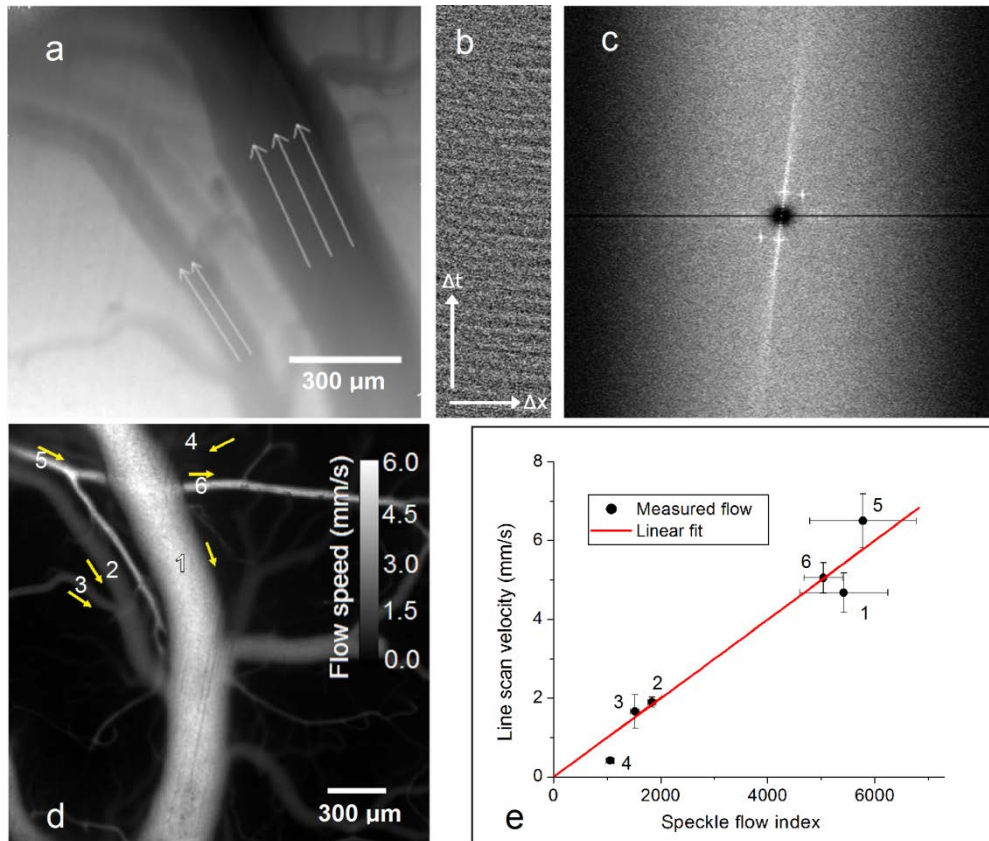 a
300 µm
b
Δt
Δx
c
4
5
6
1
2
3
Flow speed (mm/s)
6.0
4.5
3.0
1.5
0.0
300 µm
d
8
6
4
2
0
Line scan velocity (mm/s)
Measured flow
Linear fit
5
6
1
3
2
4
0
2000
4000
6000
Speckle flow index
e